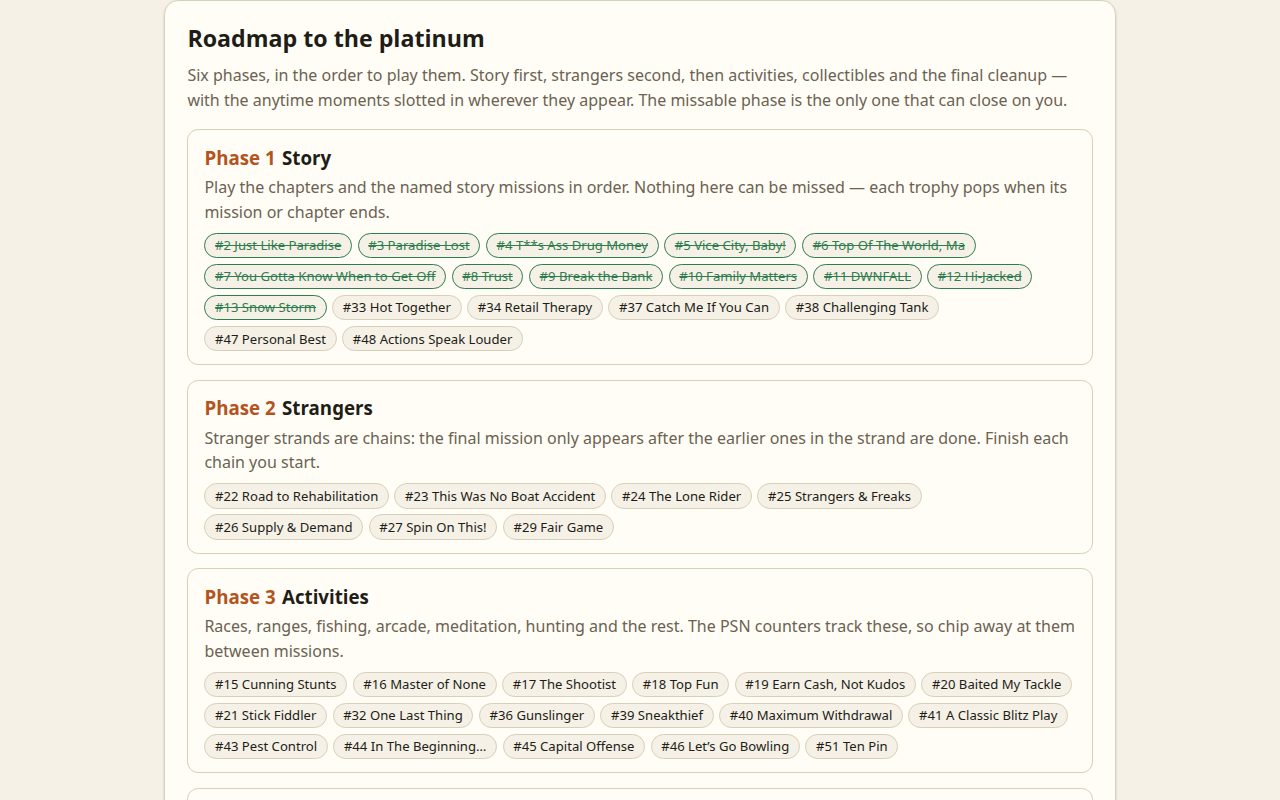 Roadmap to the platinum
Six phases, in the order to play them. Story first, strangers second, then activities, collectibles and the final cleanup —
with the anytime moments slotted in wherever they appear. The missable phase is the only one that can close on you.
Phase 1 Story
Play the chapters and the named story missions in order. Nothing here can be missed — each trophy pops when its
mission or chapter ends.
#2 Just Like Paradise #3 Paradise Lost #4 T**s Ass Drug Money #5 Vice City, Baby! #6 Top Of The World, Ma
#7 You Gotta Know When to Get Off #8 Trust #9 Break the Bank #10 Family Matters #11 DWNFALL #12 Hi-Jacked
#13 Snow Storm #33 Hot Together #34 Retail Therapy #37 Catch Me If You Can #38 Challenging Tank
#47 Personal Best #48 Actions Speak Louder
Phase 2 Strangers
Stranger strands are chains: the final mission only appears after the earlier ones in the strand are done. Finish each
chain you start.
#22 Road to Rehabilitation #23 This Was No Boat Accident #24 The Lone Rider #25 Strangers & Freaks
#26 Supply & Demand #27 Spin On This! #29 Fair Game
Phase 3 Activities
Races, ranges, fishing, arcade, meditation, hunting and the rest. The PSN counters track these, so chip away at them
between missions.
#15 Cunning Stunts #16 Master of None #17 The Shootist #18 Top Fun #19 Earn Cash, Not Kudos #20 Baited My Tackle
#21 Stick Fiddler #32 One Last Thing #36 Gunslinger #39 Sneakthief #40 Maximum Withdrawal #41 A Classic Blitz Play
#43 Pest Control #44 In The Beginning... #45 Capital Offense #46 Let’s Go Bowling #51 Ten Pin